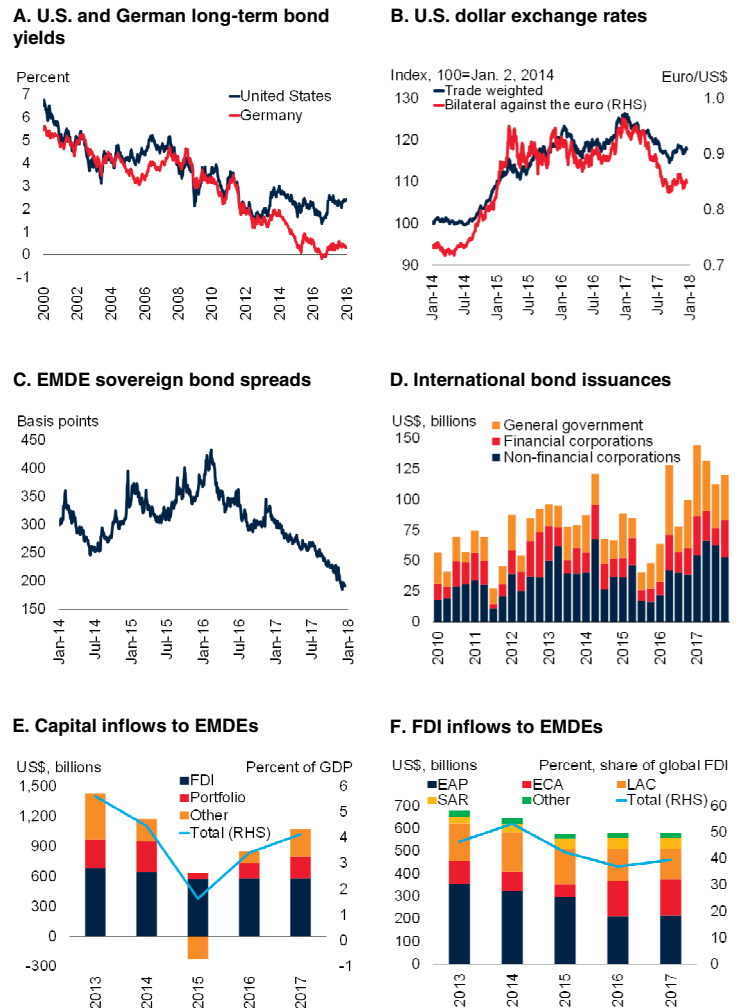 A. U.S. and German long-term bond
yields
Percent
7
6
5
4
3
2
1
0
-1
United States
Germany
2000
2002
2004
2006
2008
2010
2012
2014
2016
2018
B. U.S. dollar exchange rates
Index, 100=Jan. 2, 2014
Euro/US$
Trade weighted
Bilateral against the euro (RHS)
130
120
110
100
90
1.0
0.9
0.8
0.7
Jan-14
Jul-14
Jan-15
Jul-15
Jan-16
Jul-16
Jan-17
Jul-17
Jan-18
C. EMDE sovereign bond spreads
Basis points
450
400
350
300
250
200
150
Jan-14
Jul-14
Jan-15
Jul-15
Jan-16
Jul-16
Jan-17
Jul-17
Jan-18
D. International bond issuances
US$, billions
General government
Financial corporations
Non-financial corporations
150
125
100
75
50
25
0
2010
2011
2012
2013
2014
2015
2016
2017
E. Capital inflows to EMDEs
US$, billions
Percent of GDP
FDI
Portfolio
Other
Total (RHS)
1,500
1,200
900
600
300
0
-300
6
5
4
3
2
1
0
-1
2013
2014
2015
2016
2017
F. FDI inflows to EMDEs
US$, billions
Percent, share of global FDI
EAP
ECA
LAC
SAR
Other
Total (RHS)
700
600
500
400
300
200
100
0
60
50
40
30
20
10
0
2013
2014
2015
2016
2017